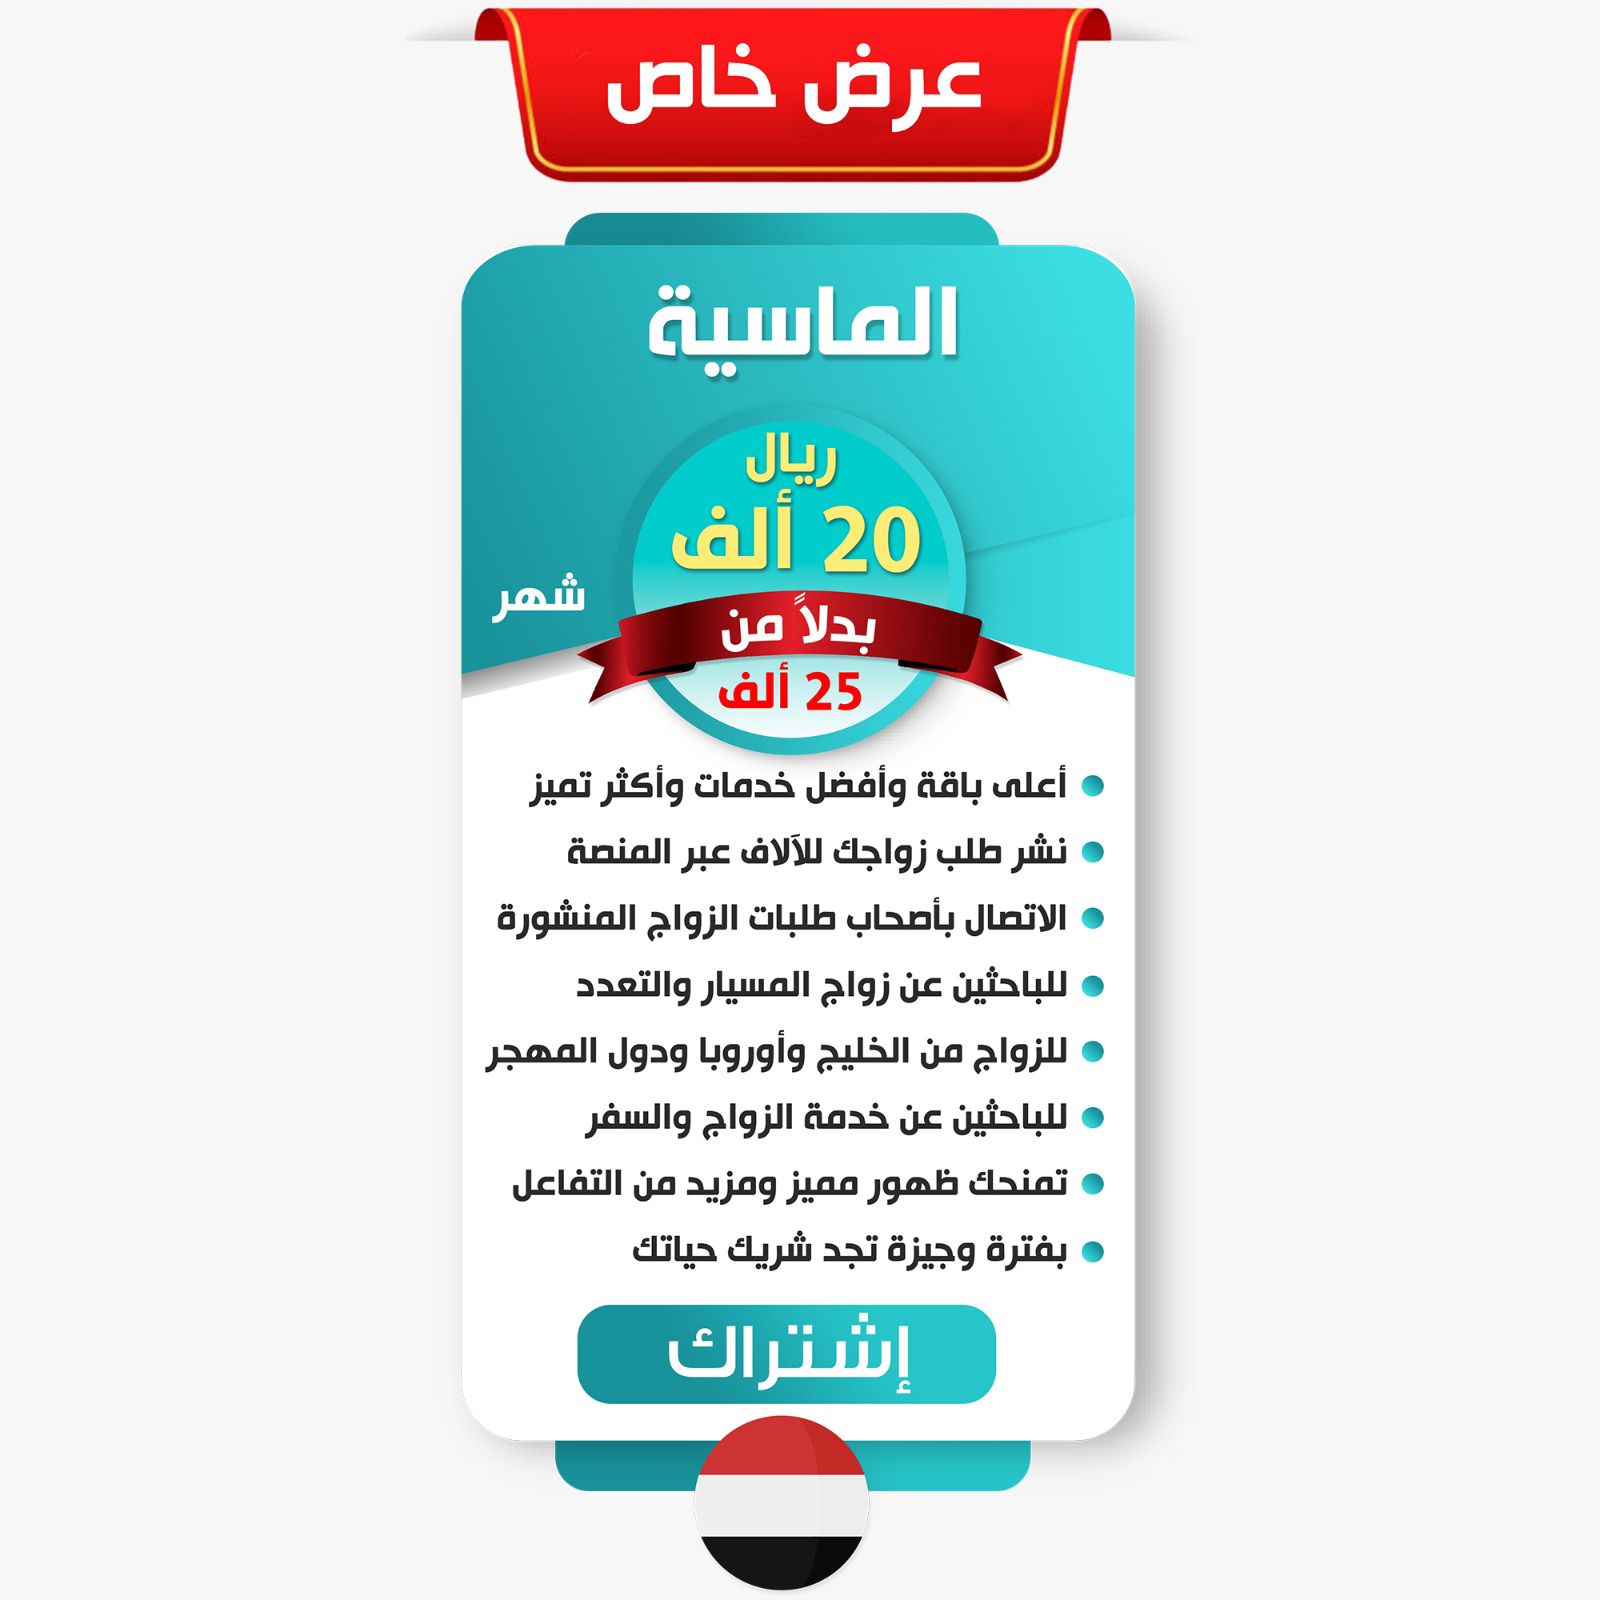 عرض خاص
الماسية
ريال
20 ألف
شهر
بدلاً من
25 ألف
أعلى باقة وأفضل خدمات وأكثر تميز
نشر طلب زواجك للآلاف عبر المنصة
الاتصال بأصحاب طلبات الزواج المنشورة
للباحثين عن زواج المسيار والتعدد
للزواج من الخليج وأوروبا ودول المهجر
للباحثين عن خدمة الزواج والسفر
تمنحك ظهور مميز ومزيد من التفاعل
بفترة وجيزة تجد شريك حياتك
إشتراك